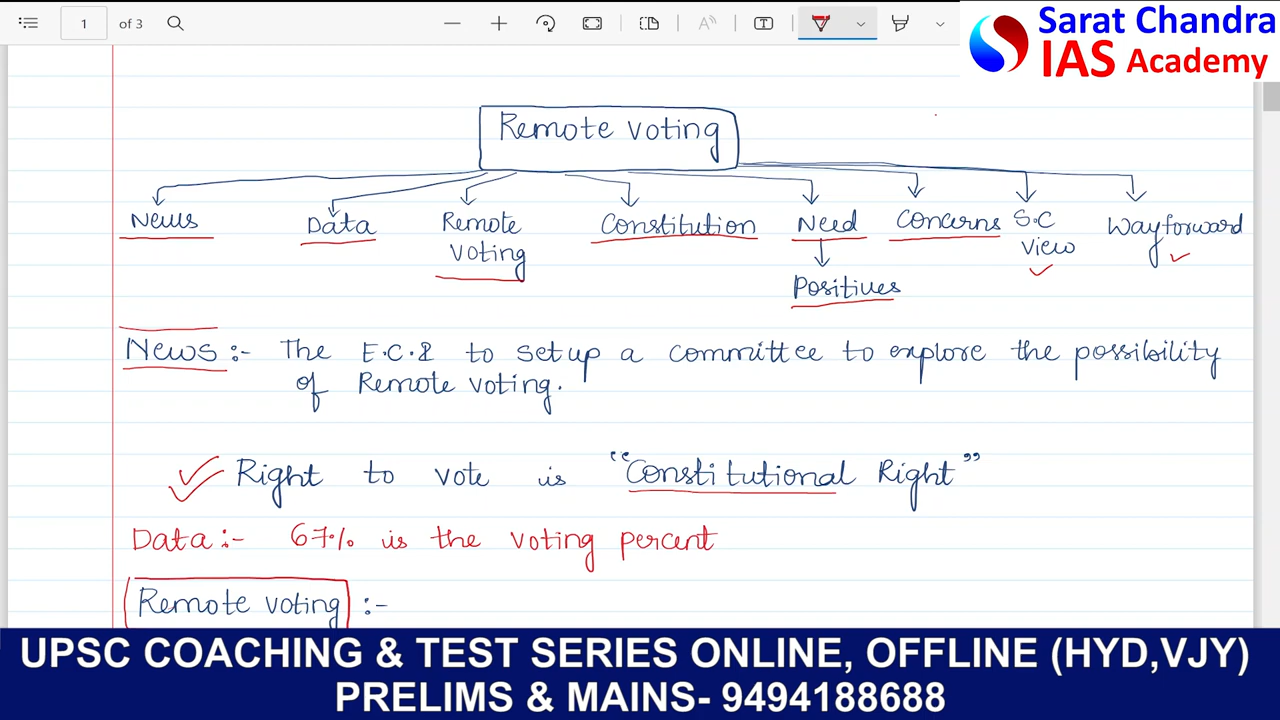 1 of 3
Sarat Chandra
IAS Academy
Remote voting
News Data Remote voting Constitution Need Concerns S.C view Way forward
Positives
News :- The E.C.I to setup a committee to explore the possibility
of Remote voting.
Right to vote is "Constitutional Right"
Data :- 67% is the voting percent
Remote voting :-
UPSC COACHING & TEST SERIES ONLINE, OFFLINE (HYD,VJY)
PRELIMS & MAINS- 9494188688